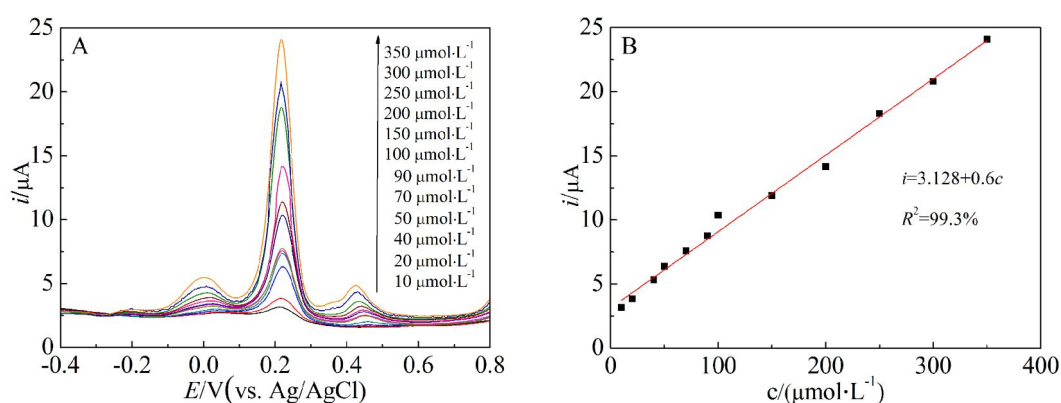 A
25
20
15
10
5
0
i/μA
350 μmol·L⁻¹
300 μmol·L⁻¹
250 μmol·L⁻¹
200 μmol·L⁻¹
150 μmol·L⁻¹
100 μmol·L⁻¹
90 μmol·L⁻¹
70 μmol·L⁻¹
50 μmol·L⁻¹
40 μmol·L⁻¹
20 μmol·L⁻¹
10 μmol·L⁻¹
-0.4 -0.2 0.0 0.2 0.4 0.6 0.8
E/V(vs. Ag/AgCl)
B
25
20
15
10
5
0
i/μA
i=3.128+0.6c
R²=99.3%
0 100 200 300 400
c/(μmol·L⁻¹)